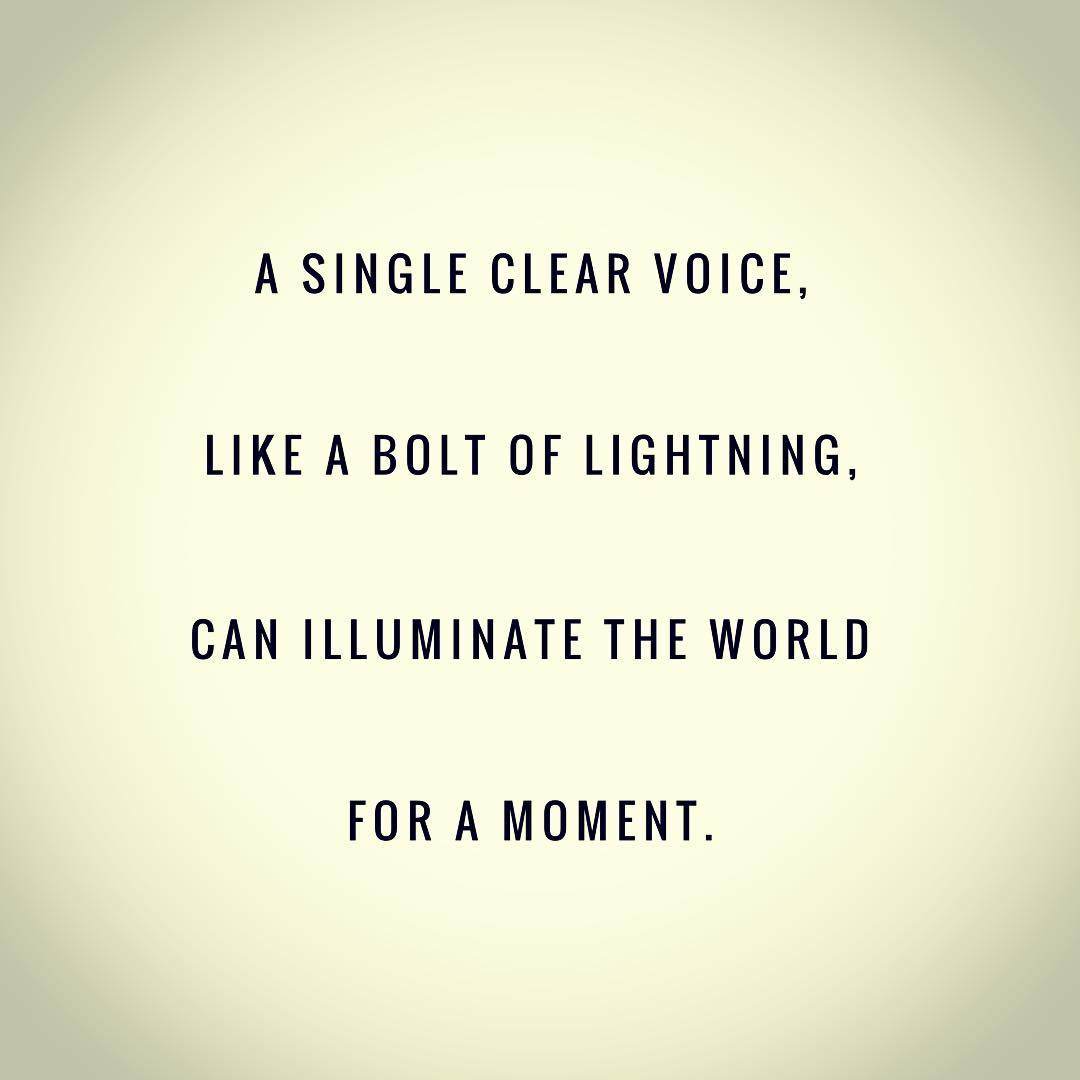 A SINGLE CLEAR VOICE,
LIKE A BOLT OF LIGHTNING,
CAN ILLUMINATE THE WORLD
FOR A MOMENT.